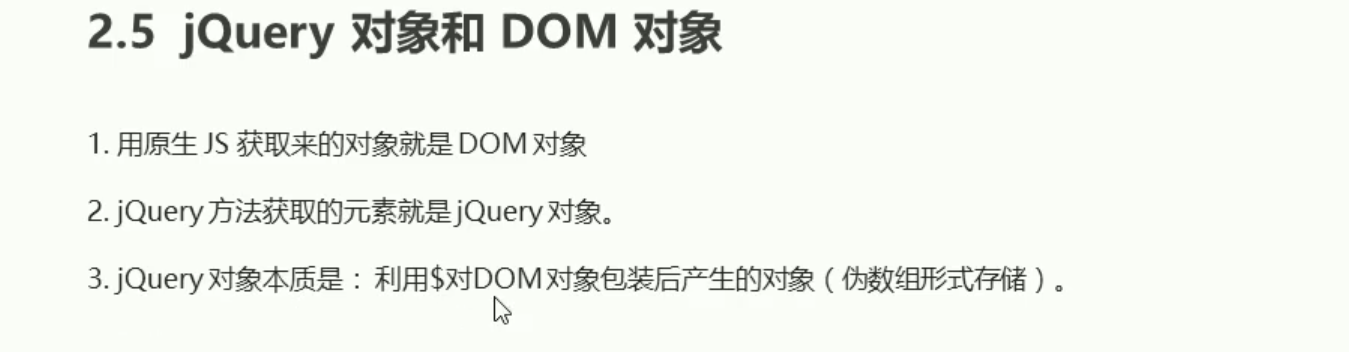 2.5 jQuery 对象和 DOM 对象
1. 用原生 JS 获取来的对象就是 DOM 对象
2. jQuery 方法获取的元素就是 jQuery 对象。
3. jQuery 对象本质是： 利用$对DOM 对象包装后产生的对象（伪数组形式存储）。